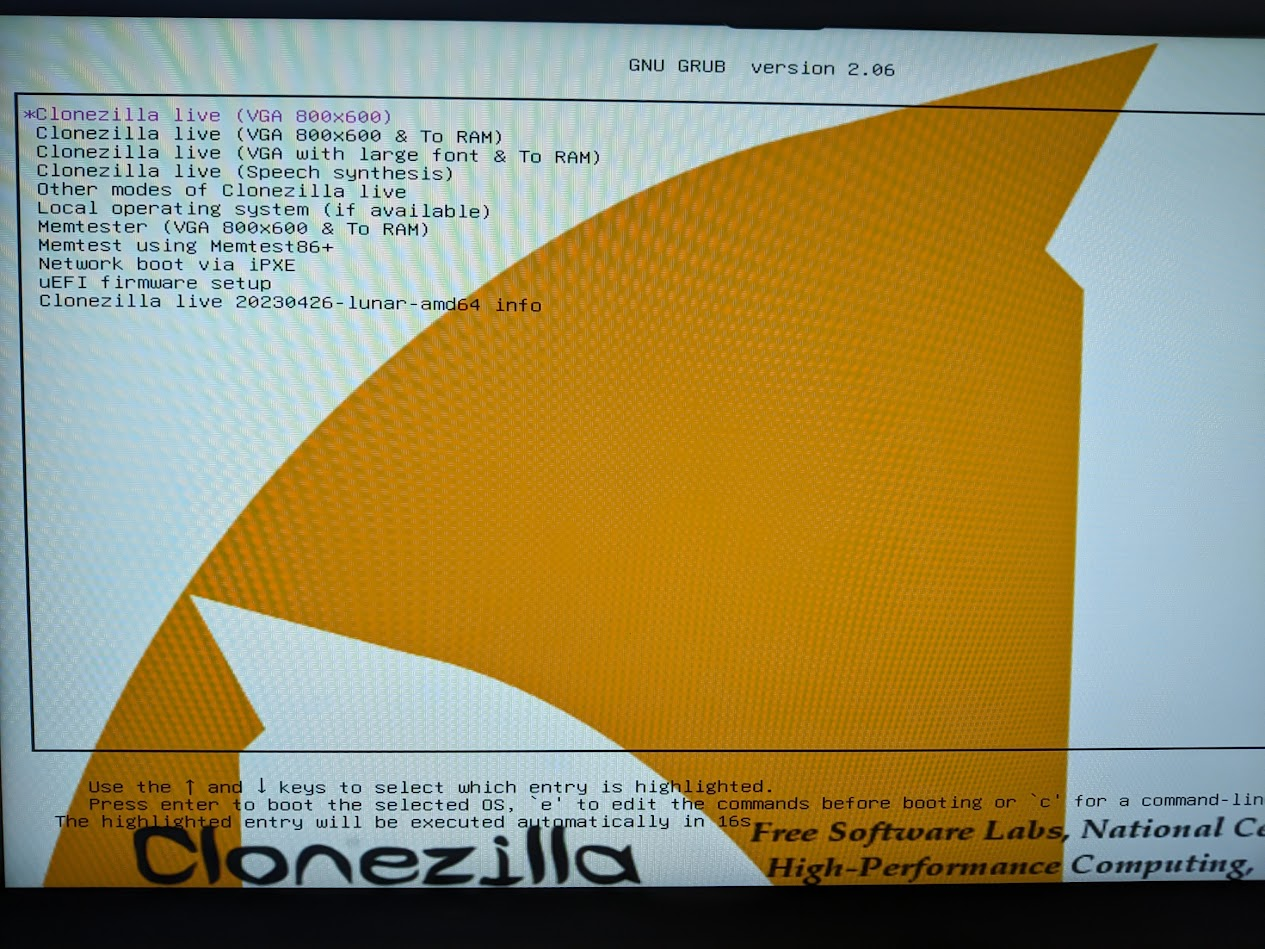 GNU GRUB version 2.06
*Clonezilla live (VGA 800x600)
Clonezilla live (VGA 800x600 & To RAM)
Clonezilla live (VGA with large font & To RAM)
Clonezilla live (Speech synthesis)
Other modes of Clonezilla live
Local operating system (if available)
Memtester (VGA 800x600 & To RAM)
Memtest using Memtest86+
Network boot via iPXE
uEFI firmware setup
Clonezilla live 20230426-lunar-amd64 info
Use the ↑ and ↓ keys to select which entry is highlighted.
Press enter to boot the selected OS, `e' to edit the commands before booting or `c' for a command-lin
The highlighted entry will be executed automatically in 16s.
Clonezilla
Free Software Labs, National Ce
High-Performance Computing,